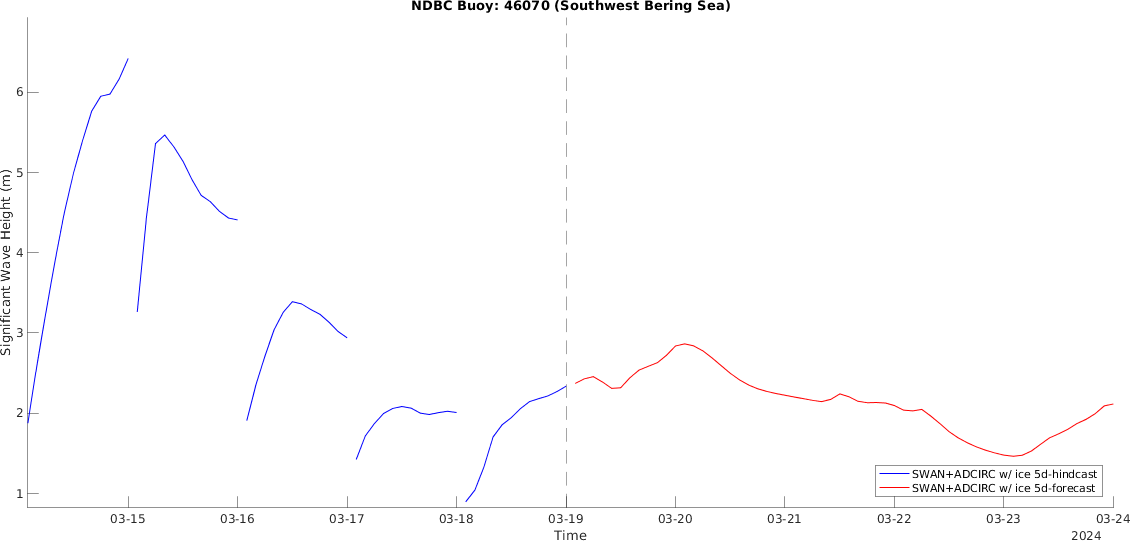 NDBC Buoy: 46070 (Southwest Bering Sea)
Significant Wave Height (m)
6
5
4
3
2
1
SWAN+ADCIRC w/ ice 5d-hindcast
SWAN+ADCIRC w/ ice 5d-forecast
03-15 03-16 03-17 03-18 03-19 03-20 03-21 03-22 03-23 03-24
Time
2024